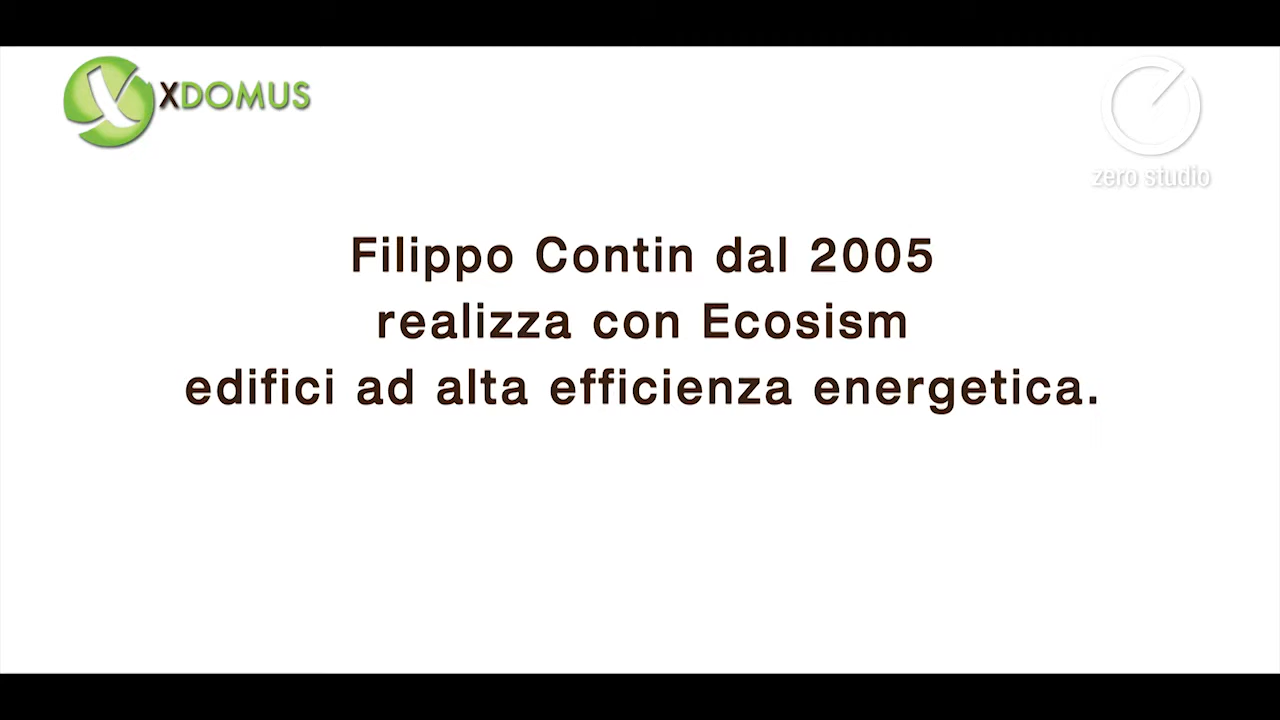 XDOMUS
zero studio
Filippo Contin dal 2005
realizza con Ecosism
edifici ad alta efficienza energetica.